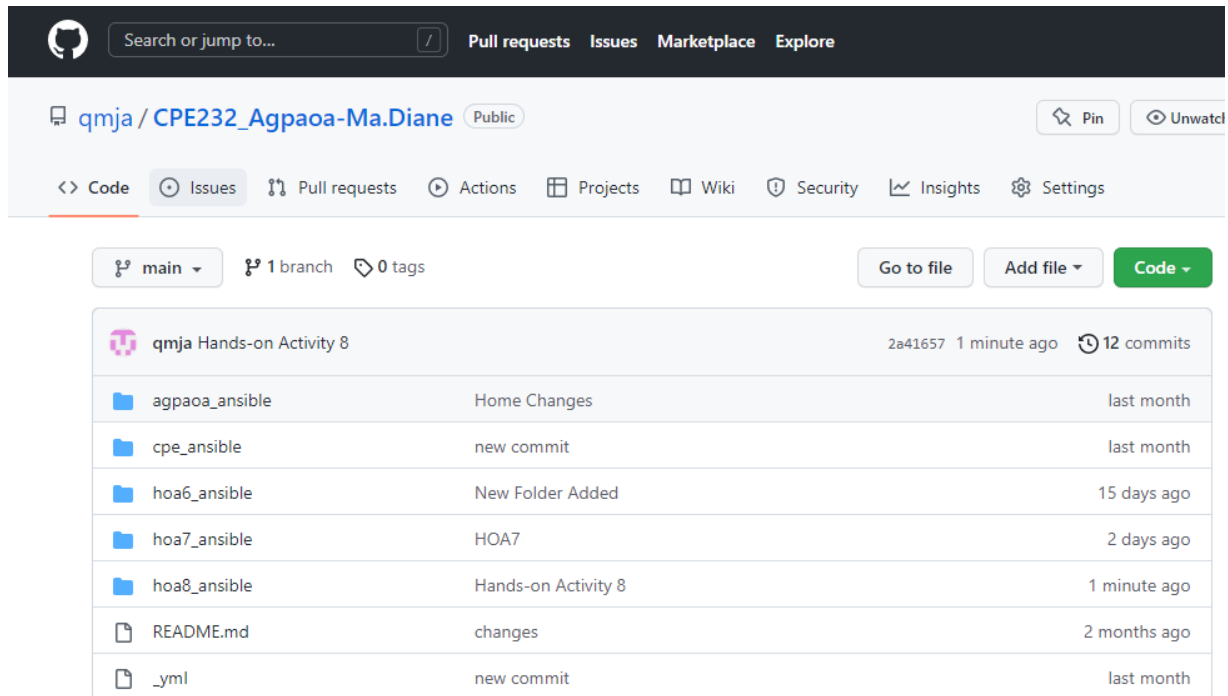 Search or jump to... / Pull requests Issues Marketplace Explore
qmja / CPE232_Agpaoa-Ma.Diane Public Pin Unwatch
<> Code Issues Pull requests Actions Projects Wiki Security Insights Settings
main 1 branch 0 tags Go to file Add file Code
qmja Hands-on Activity 8 2a41657 1 minute ago 12 commits
agpaoa_ansible Home Changes last month
cpe_ansible new commit last month
hoa6_ansible New Folder Added 15 days ago
hoa7_ansible HOA7 2 days ago
hoa8_ansible Hands-on Activity 8 1 minute ago
README.md changes 2 months ago
_yml new commit last month